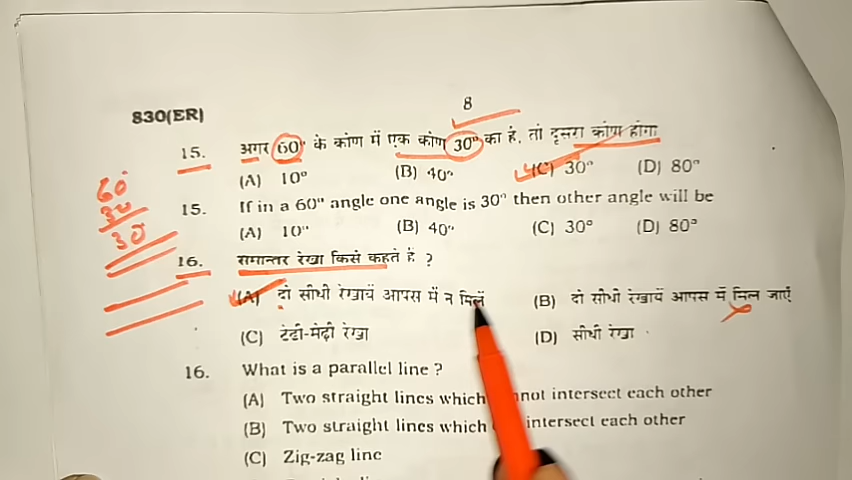 8
830(ER)
15. अगर 60° के कोण में एक कोण 30° का है, तो दूसरा कोण होगा
(A) 10° (B) 40° (C) 30° (D) 80°
60
30
30
15. If in a 60° angle one angle is 30° then other angle will be
(A) 10° (B) 40° (C) 30° (D) 80°
16. समान्तर रेखा किसे कहते हैं ?
(A) दो सीधी रेखायें आपस में न मिलें (B) दो सीधी रेखायें आपस में मिल जाएँ
(C) टेढ़ी-मेढ़ी रेखा (D) सीधी रेखा
16. What is a parallel line ?
(A) Two straight lines which nnot intersect each other
(B) Two straight lines which intersect each other
(C) Zig-zag line